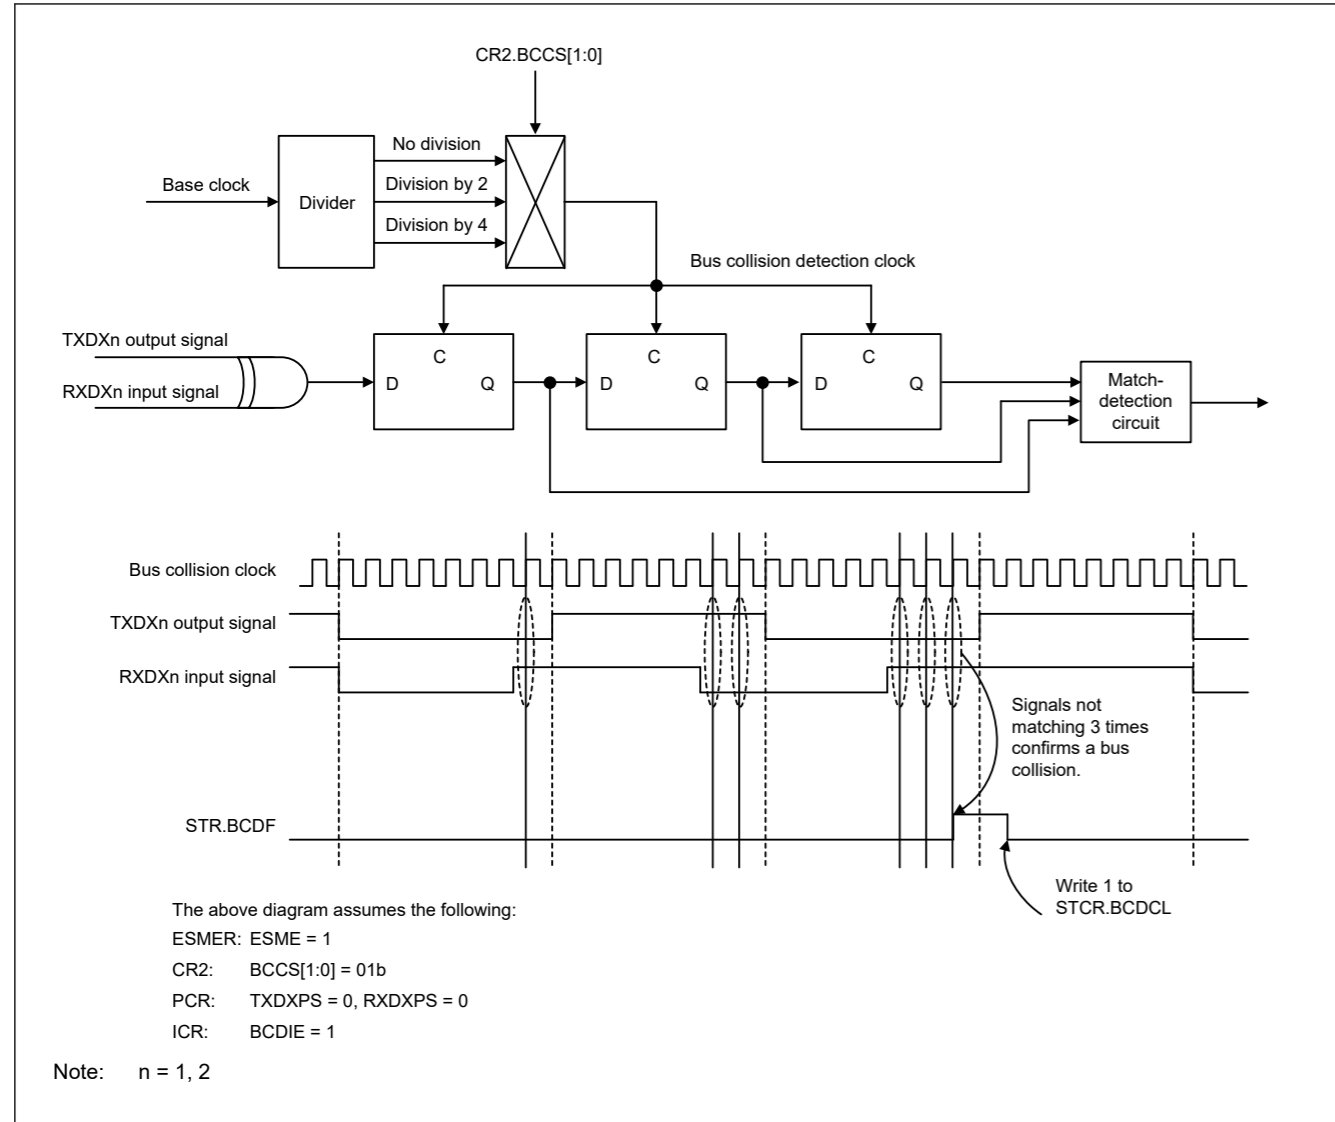 CR2.BCCS[1:0]
No division
Base clock
Division by 2
Divider
Division by 4
Bus collision detection clock
TXDXn output signal
RXDXn input signal
C
D
Q
C
D
Q
C
D
Q
Match-
detection
circuit
Bus collision clock
TXDXn output signal
RXDXn input signal
Signals not
matching 3 times
confirms a bus
collision.
STR.BCDF
Write 1 to
STCR.BCDCL
The above diagram assumes the following:
ESMER: ESME = 1
CR2: BCCS[1:0] = 01b
PCR: TXDXPS = 0, RXDXPS = 0
ICR: BCDIE = 1
Note: n = 1, 2